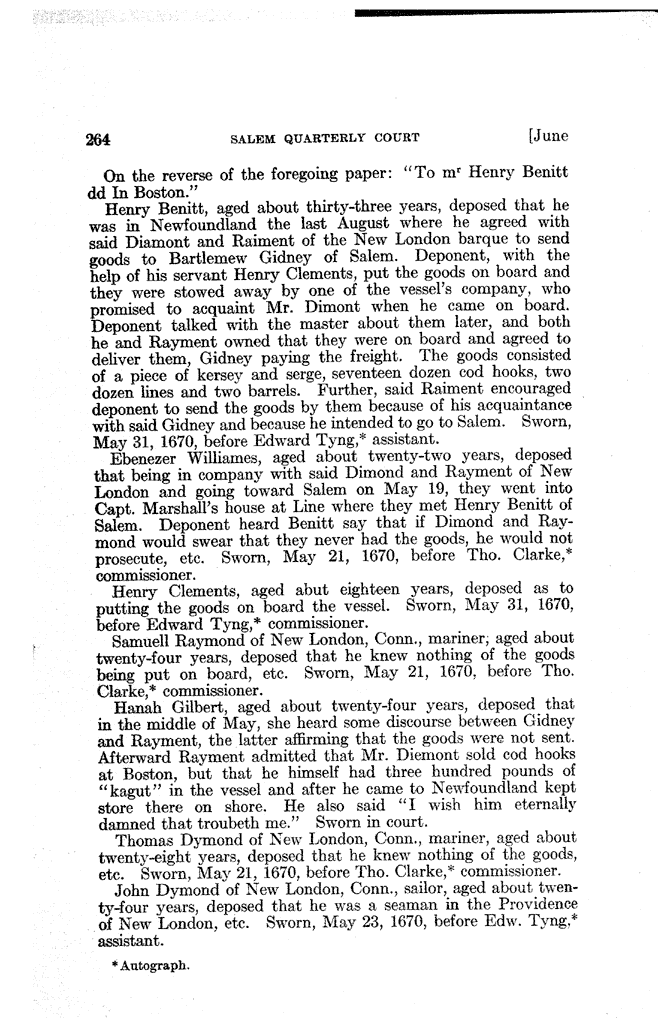 264 SALEM QUARTERLY COURT [June
On the reverse of the foregoing paper: "To mʳ Henry Benitt
dd In Boston."
Henry Benitt, aged about thirty-three years, deposed that he
was in Newfoundland the last August where he agreed with
said Diamont and Raiment of the New London barque to send
goods to Bartlemew Gidney of Salem. Deponent, with the
help of his servant Henry Clements, put the goods on board and
they were stowed away by one of the vessel's company, who
promised to acquaint Mr. Dimont when he came on board.
Deponent talked with the master about them later, and both
he and Rayment owned that they were on board and agreed to
deliver them, Gidney paying the freight. The goods consisted
of a piece of kersey and serge, seventeen dozen cod hooks, two
dozen lines and two barrels. Further, said Raiment encouraged
deponent to send the goods by them because of his acquaintance
with said Gidney and because he intended to go to Salem. Sworn,
May 31, 1670, before Edward Tyng,* assistant.
Ebenezer Williames, aged about twenty-two years, deposed
that being in company with said Dimond and Rayment of New
London and going toward Salem on May 19, they went into
Capt. Marshall's house at Line where they met Henry Benitt of
Salem. Deponent heard Benitt say that if Dimond and Ray-
mond would swear that they never had the goods, he would not
prosecute, etc. Sworn, May 21, 1670, before Tho. Clarke,*
commissioner.
Henry Clements, aged abut eighteen years, deposed as to
putting the goods on board the vessel. Sworn, May 31, 1670,
before Edward Tyng,* commissioner.
Samuell Raymond of New London, Conn., mariner, aged about
twenty-four years, deposed that he knew nothing of the goods
being put on board, etc. Sworn, May 21, 1670, before Tho.
Clarke,* commissioner.
Hanah Gilbert, aged about twenty-four years, deposed that
in the middle of May, she heard some discourse between Gidney
and Rayment, the latter affirming that the goods were not sent.
Afterward Rayment admitted that Mr. Diemont sold cod hooks
at Boston, but that he himself had three hundred pounds of
"kagut" in the vessel and after he came to Newfoundland kept
store there on shore. He also said "I wish him eternally
damned that troubeth me." Sworn in court.
Thomas Dymond of New London, Conn., mariner, aged about
twenty-eight years, deposed that he knew nothing of the goods,
etc. Sworn, May 21, 1670, before Tho. Clarke,* commissioner.
John Dymond of New London, Conn., sailor, aged about twen-
ty-four years, deposed that he was a seaman in the Providence
of New London, etc. Sworn, May 23, 1670, before Edw. Tyng,*
assistant.
*Autograph.